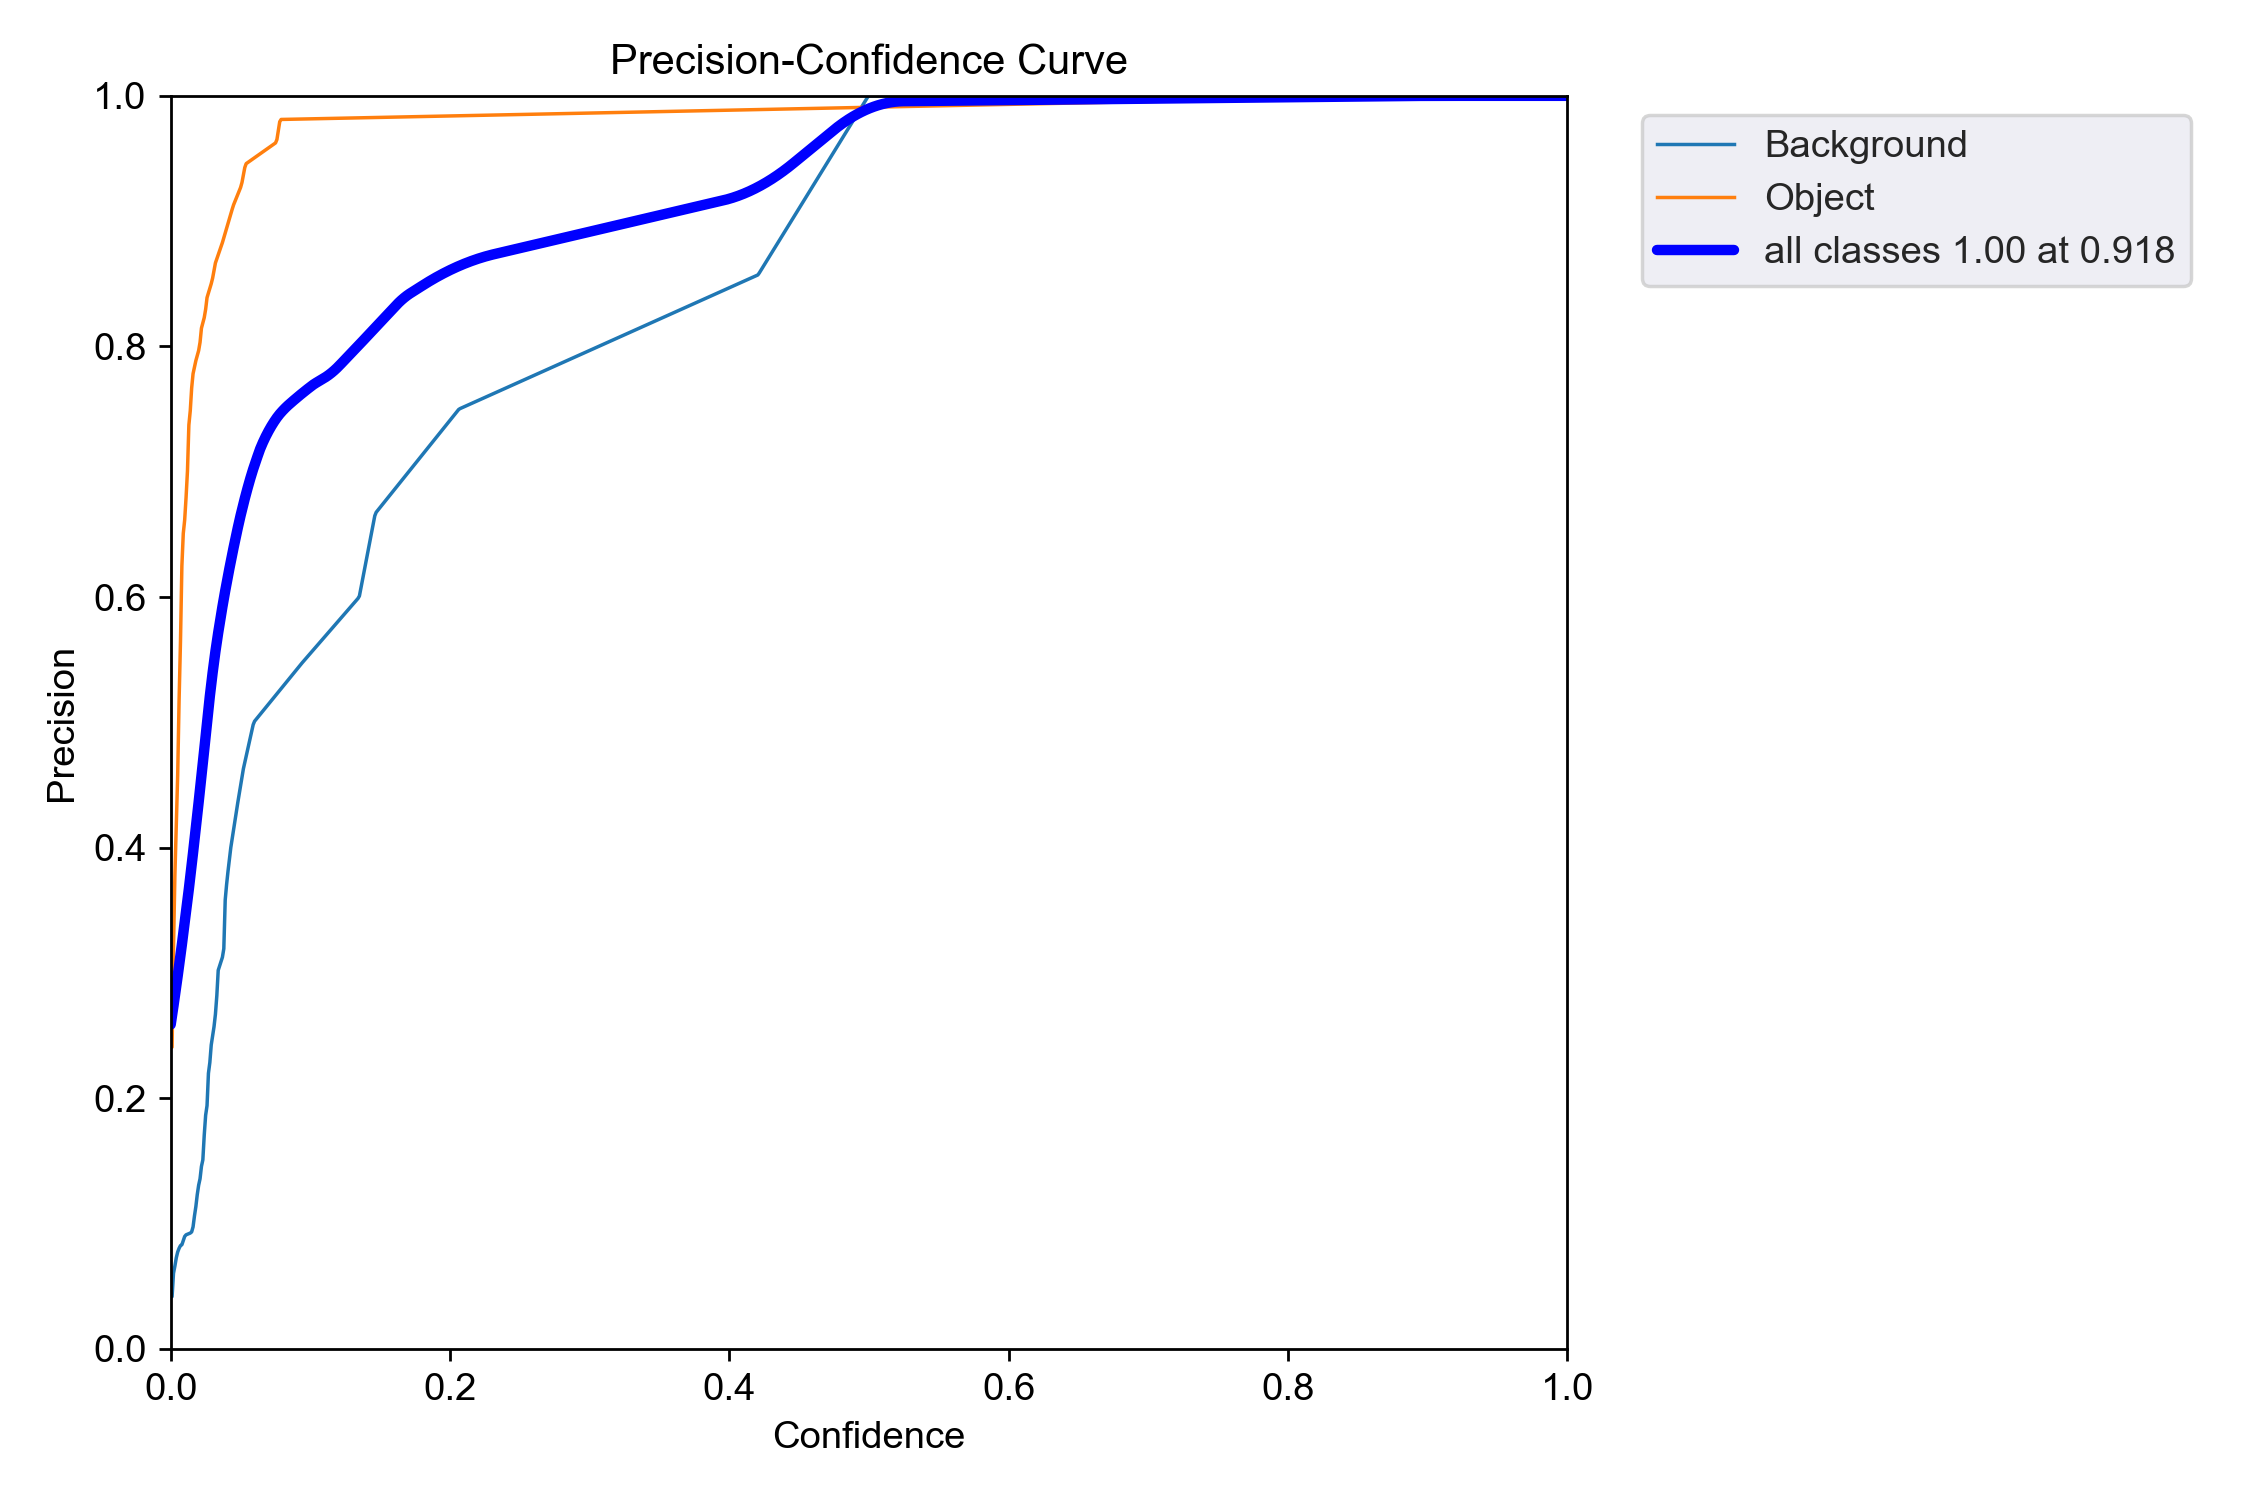 Precision-Confidence Curve
1.0
0.8
0.6
0.4
0.2
0.0
Precision
0.0 0.2 0.4 0.6 0.8 1.0
Confidence
Background
Object
all classes 1.00 at 0.918